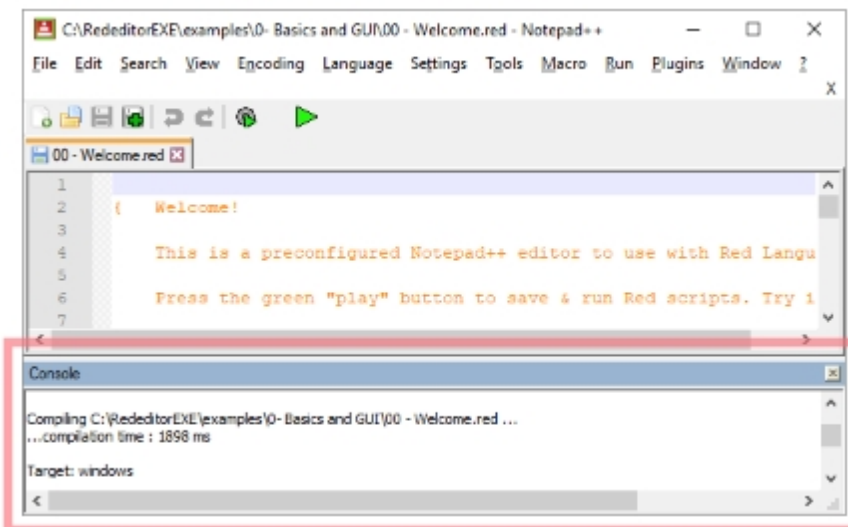 C:\RededitorEXE\examples\0- Basics and GUI\00 - Welcome.red - Notepad++
File Edit Search View Encoding Language Settings Tools Macro Run Plugins Window ?
X
00 - Welcome.red
1
2 { Welcome!
3
4 This is a preconfigured Notepad++ editor to use with Red Langu
5
6 Press the green "play" button to save & run Red scripts. Try i
7
Console
Compiling C:\RededitorEXE\examples\0- Basics and GUI\00 - Welcome.red ...
...compilation time : 1898 ms
Target: windows